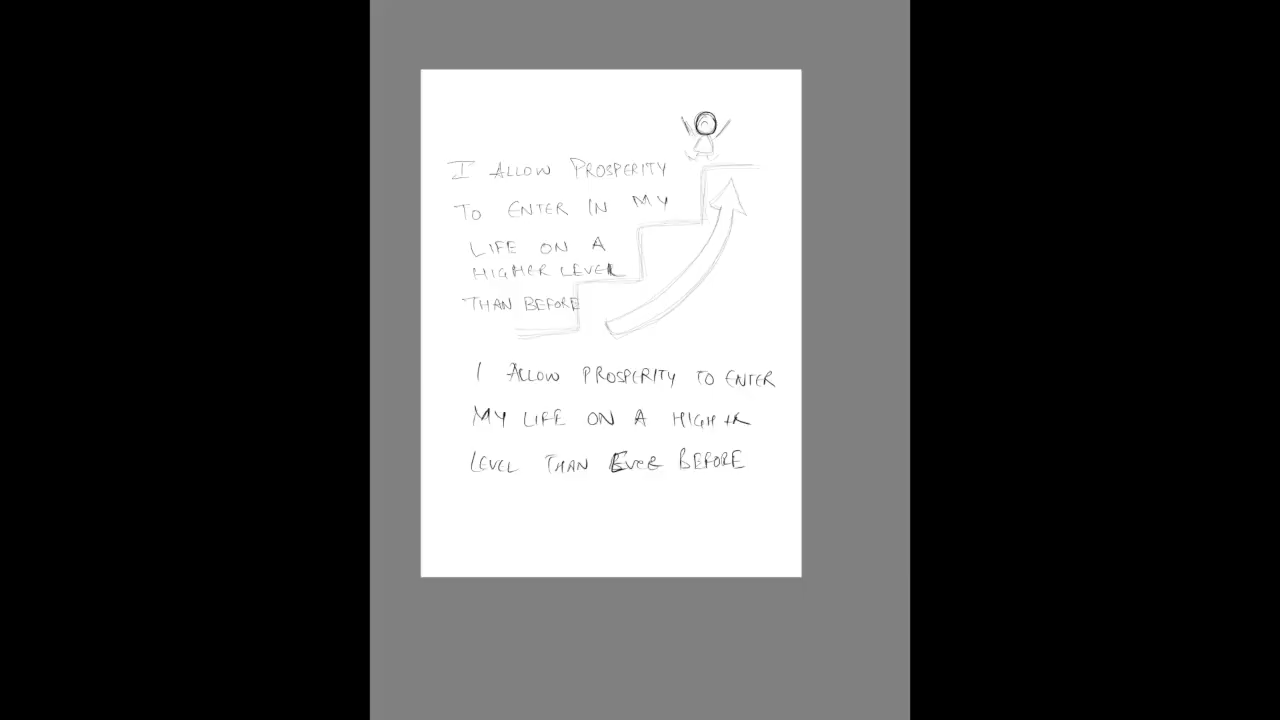 I ALLOW PROSPERITY
TO ENTER IN MY
LIFE ON A
HIGHER LEVEL
THAN BEFORE
I ALLOW PROSPERITY TO ENTER
MY LIFE ON A HIGHER
LEVEL THAN EVER BEFORE